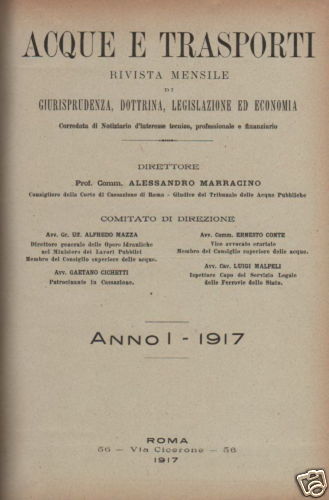 ACQUE E TRASPORTI
RIVISTA MENSILE
DI
GIURISPRUDENZA, DOTTRINA, LEGISLAZIONE ED ECONOMIA
Corredata di Notiziario d'interesse tecnico, professionale e finanziario
DIRETTORE
Prof. Comm. ALESSANDRO MARRACINO
Consigliere della Corte di Cassazione di Roma - Giudice del Tribunale delle Acque Pubbliche
COMITATO DI DIREZIONE
Avv. Gr. Uff. ALFREDO MAZZA
Direttore generale delle Opere idrauliche
nel Ministero dei Lavori Pubblici
Membro del Consiglio superiore delle acque.
Avv. GAETANO CICHETTI
Patrocinante in Cassazione.
Avv. Comm. ERNESTO CONTE
Vice avvocato erariale
Membro del Consiglio superiore delle acque.
Avv. Cav. LUIGI MALPELI
Ispettore Capo del Servizio Legale
delle Ferrovie dello Stato.
ANNO I - 1917
ROMA
56 - Via Cicerone - 56
1917
ebY